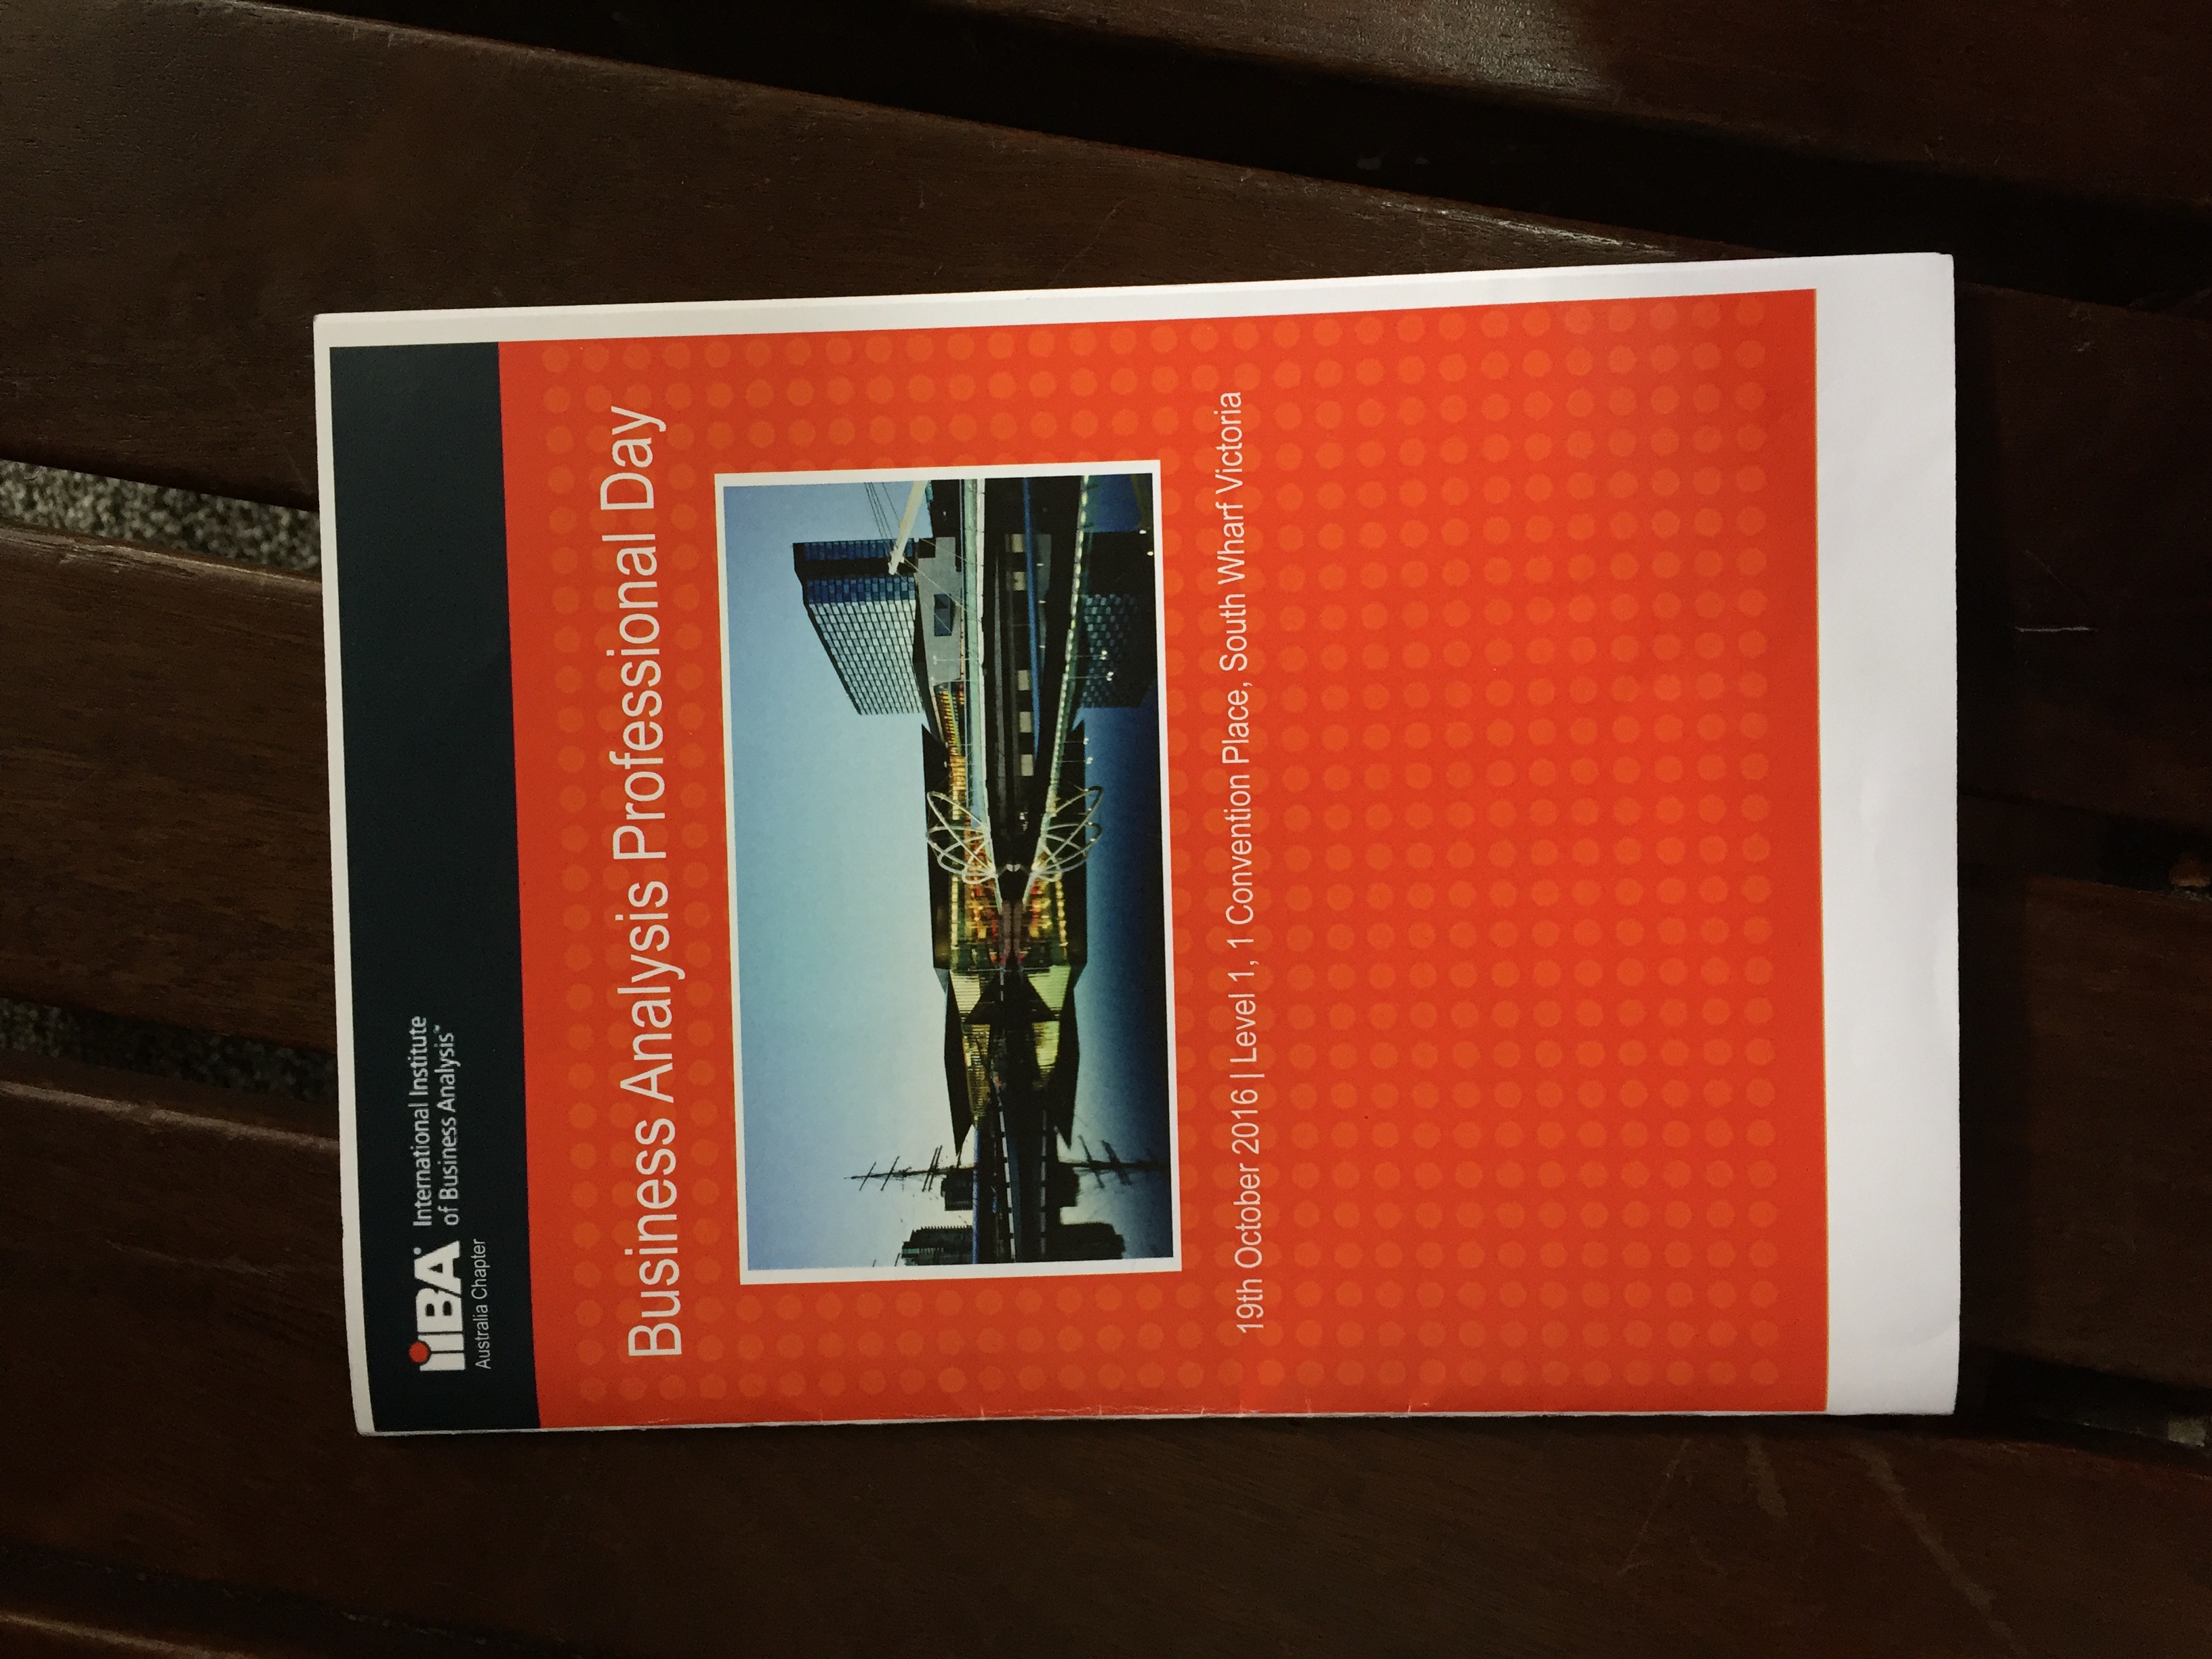 IIBA® International Institute
of Business Analysis™
Australia Chapter
Business Analysis Professional Day
19th October 2016 | Level 1, 1 Convention Place, South Wharf Victoria